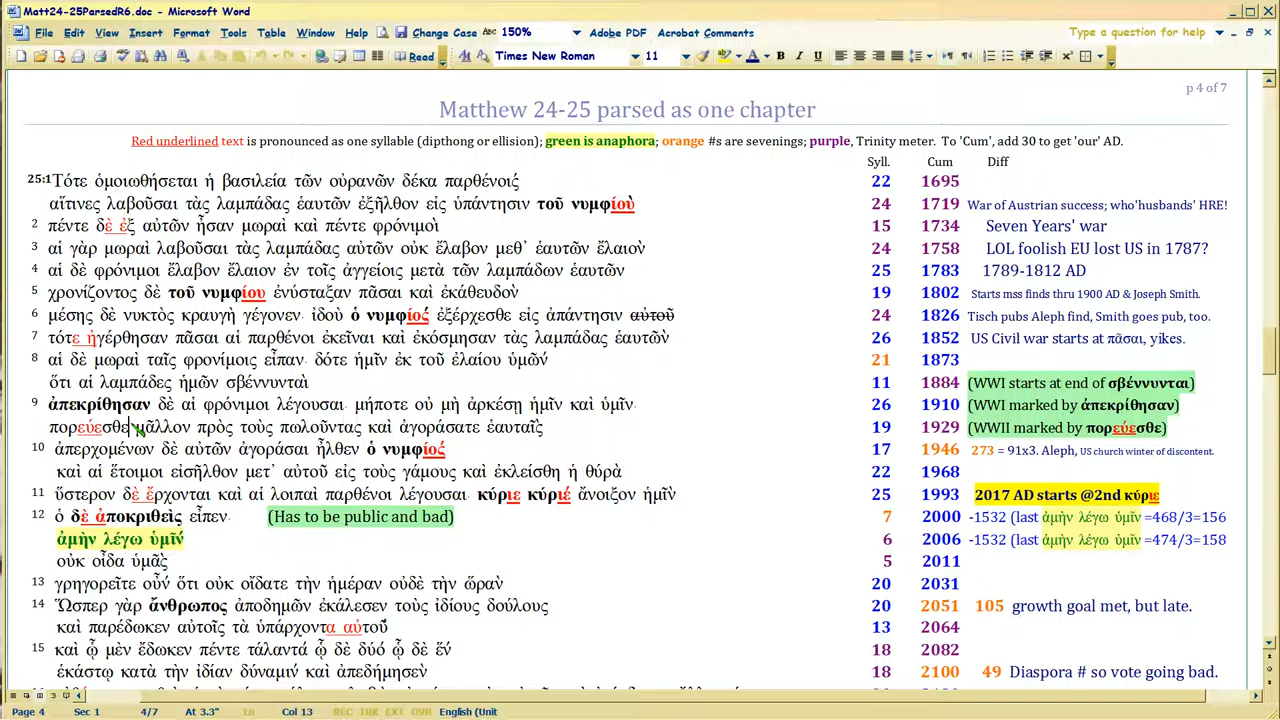 Matt24-25ParsedR6.doc - Microsoft Word
File Edit View Insert Format Tools Table Window Help Change Case 150% Adobe PDF Acrobat Comments Type a question for help
Read Times New Roman 11
p 4 of 7
Matthew 24-25 parsed as one chapter
Red underlined text is pronounced as one syllable (dipthong or ellision); green is anaphora; orange #s are sevenings; purple, Trinity meter. To 'Cum', add 30 to get 'our' AD.
Syll. Cum Diff
25:1 Τότε ὁμοιωθήσεται ἡ βασιλεία τῶν οὐρανῶν δέκα παρθένοις 22 1695
αἵτινες λαβοῦσαι τὰς λαμπάδας ἑαυτῶν ἐξῆλθον εἰς ὑπάντησιν τοῦ νυμφίου 24 1719 War of Austrian success; who'husbands' HRE!
2 πέντε δὲ ἐξ αὐτῶν ἦσαν μωραὶ καὶ πέντε φρόνιμοι 15 1734 Seven Years' war
3 αἱ γὰρ μωραὶ λαβοῦσαι τὰς λαμπάδας αὐτῶν οὐκ ἔλαβον μεθ᾽ ἑαυτῶν ἔλαιον 24 1758 LOL foolish EU lost US in 1787?
4 αἱ δὲ φρόνιμοι ἔλαβον ἔλαιον ἐν τοῖς ἀγγείοις μετὰ τῶν λαμπάδων ἑαυτῶν 25 1783 1789-1812 AD
5 χρονίζοντος δὲ τοῦ νυμφίου ἐνύσταξαν πᾶσαι καὶ ἐκάθευδον 19 1802 Starts mss finds thru 1900 AD & Joseph Smith.
6 μέσης δὲ νυκτὸς κραυγὴ γέγονεν· ἰδοὺ ὁ νυμφίος ἐξέρχεσθε εἰς ἀπάντησιν αὐτοῦ 24 1826 Tisch pubs Aleph find, Smith goes pub, too.
7 τότε ἠγέρθησαν πᾶσαι αἱ παρθένοι ἐκεῖναι καὶ ἐκόσμησαν τὰς λαμπάδας ἑαυτῶν 26 1852 US Civil war starts at πᾶσαι, yikes.
8 αἱ δὲ μωραὶ ταῖς φρονίμοις εἶπαν· δότε ἡμῖν ἐκ τοῦ ἐλαίου ὑμῶν 21 1873
ὅτι αἱ λαμπάδες ἡμῶν σβέννυνται 11 1884 (WWI starts at end of σβέννυνται)
9 ἀπεκρίθησαν δὲ αἱ φρόνιμοι λέγουσαι· μήποτε οὐ μὴ ἀρκέσῃ ἡμῖν καὶ ὑμῖν 26 1910 (WWI marked by ἀπεκρίθησαν)
πορεύεσθε μᾶλλον πρὸς τοὺς πωλοῦντας καὶ ἀγοράσατε ἑαυταῖς 19 1929 (WWII marked by πορεύεσθε)
10 ἀπερχομένων δὲ αὐτῶν ἀγοράσαι ἦλθεν ὁ νυμφίος 17 1946 273 = 91x3. Aleph, US church winter of discontent.
καὶ αἱ ἕτοιμοι εἰσῆλθον μετ᾽ αὐτοῦ εἰς τοὺς γάμους καὶ ἐκλείσθη ἡ θύρα 22 1968
11 ὕστερον δὲ ἔρχονται καὶ αἱ λοιπαὶ παρθένοι λέγουσαι· κύριε κύριέ ἄνοιξον ἡμῖν 25 1993 2017 AD starts @2nd κύριε
12 ὁ δὲ ἀποκριθεὶς εἶπεν· (Has to be public and bad) 7 2000 -1532 (last ἀμὴν λέγω ὑμῖν =468/3=156
ἀμὴν λέγω ὑμῖν 6 2006 -1532 (last ἀμὴν λέγω ὑμῖν =474/3=158
οὐκ οἶδα ὑμᾶς 5 2011
13 γρηγορεῖτε οὖν ὅτι οὐκ οἴδατε τὴν ἡμέραν οὐδὲ τὴν ὥραν 20 2031
14 Ὥσπερ γὰρ ἄνθρωπος ἀποδημῶν ἐκάλεσεν τοὺς ἰδίους δούλους 20 2051 105 growth goal met, but late.
καὶ παρέδωκεν αὐτοῖς τὰ ὑπάρχοντα αὐτοῦ 13 2064
15 καὶ ᾧ μὲν ἔδωκεν πέντε τάλαντά ᾧ δὲ δύο ᾧ δὲ ἕν 18 2082
ἑκάστῳ κατὰ τὴν ἰδίαν δύναμιν καὶ ἀπεδήμησεν 18 2100 49 Diaspora # so vote going bad.
Page 4 Sec 1 4/7 At 3.3" Ln Col 13 REC TRK EXT OVR English (Unit